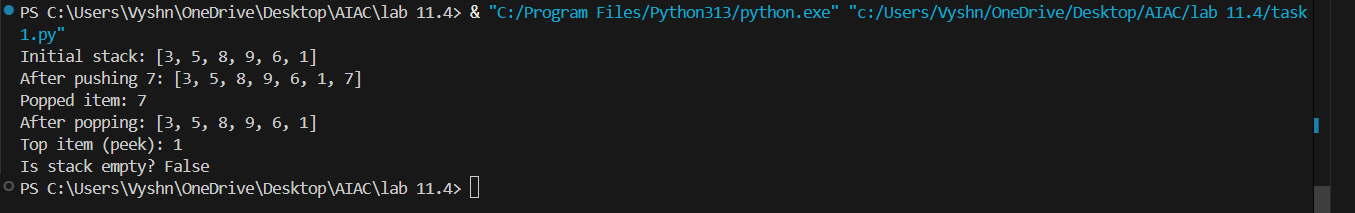 PS C:\Users\Vyshn\OneDrive\Desktop\AIAC\lab 11.4> & "C:/Program Files/Python313/python.exe" "c:/Users/Vyshn/OneDrive/Desktop/AIAC/lab 11.4/task
1.py"
Initial stack: [3, 5, 8, 9, 6, 1]
After pushing 7: [3, 5, 8, 9, 6, 1, 7]
Popped item: 7
After popping: [3, 5, 8, 9, 6, 1]
Top item (peek): 1
Is stack empty? False
PS C:\Users\Vyshn\OneDrive\Desktop\AIAC\lab 11.4>